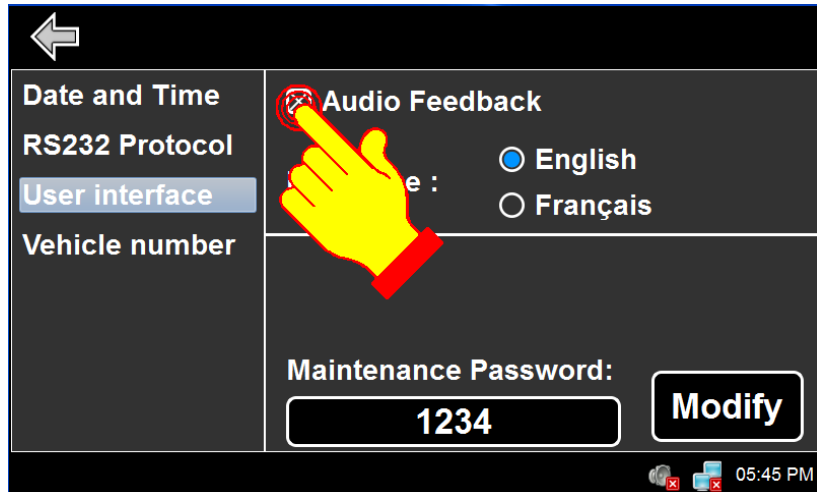 Date and Time
RS232 Protocol
User interface
Vehicle number
Audio Feedback
e :
English
Français
Maintenance Password:
1234
Modify
05:45 PM